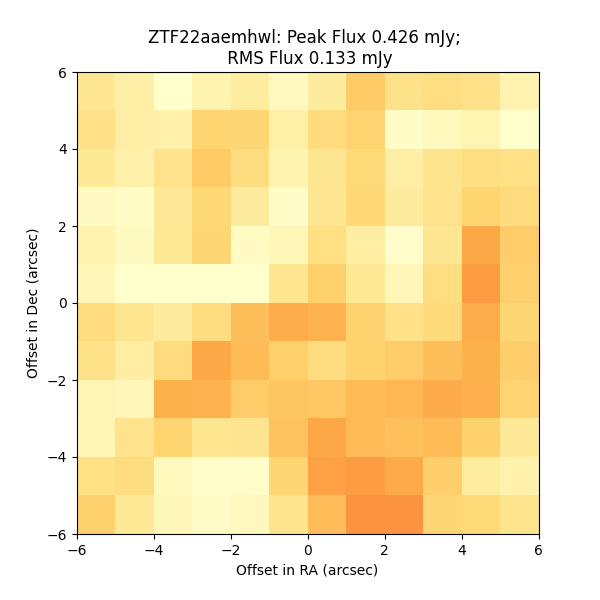 ZTF22aaemhwl: Peak Flux 0.426 mJy;
RMS Flux 0.133 mJy
6
4
2
0
−2
−4
−6
Offset in Dec (arcsec)
−6 −4 −2 0 2 4 6
Offset in RA (arcsec)